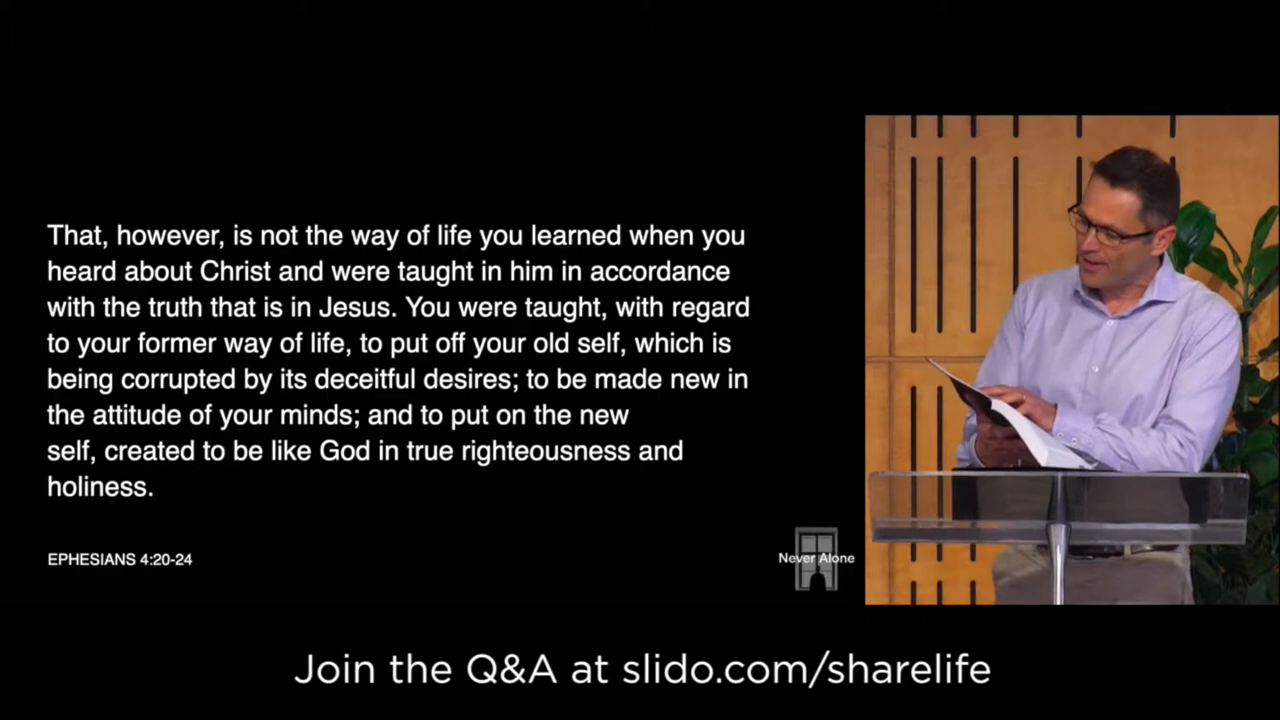 That, however, is not the way of life you learned when you
heard about Christ and were taught in him in accordance
with the truth that is in Jesus. You were taught, with regard
to your former way of life, to put off your old self, which is
being corrupted by its deceitful desires; to be made new in
the attitude of your minds; and to put on the new
self, created to be like God in true righteousness and
holiness.
EPHESIANS 4:20-24
Never Alone
Join the Q&A at slido.com/sharelife